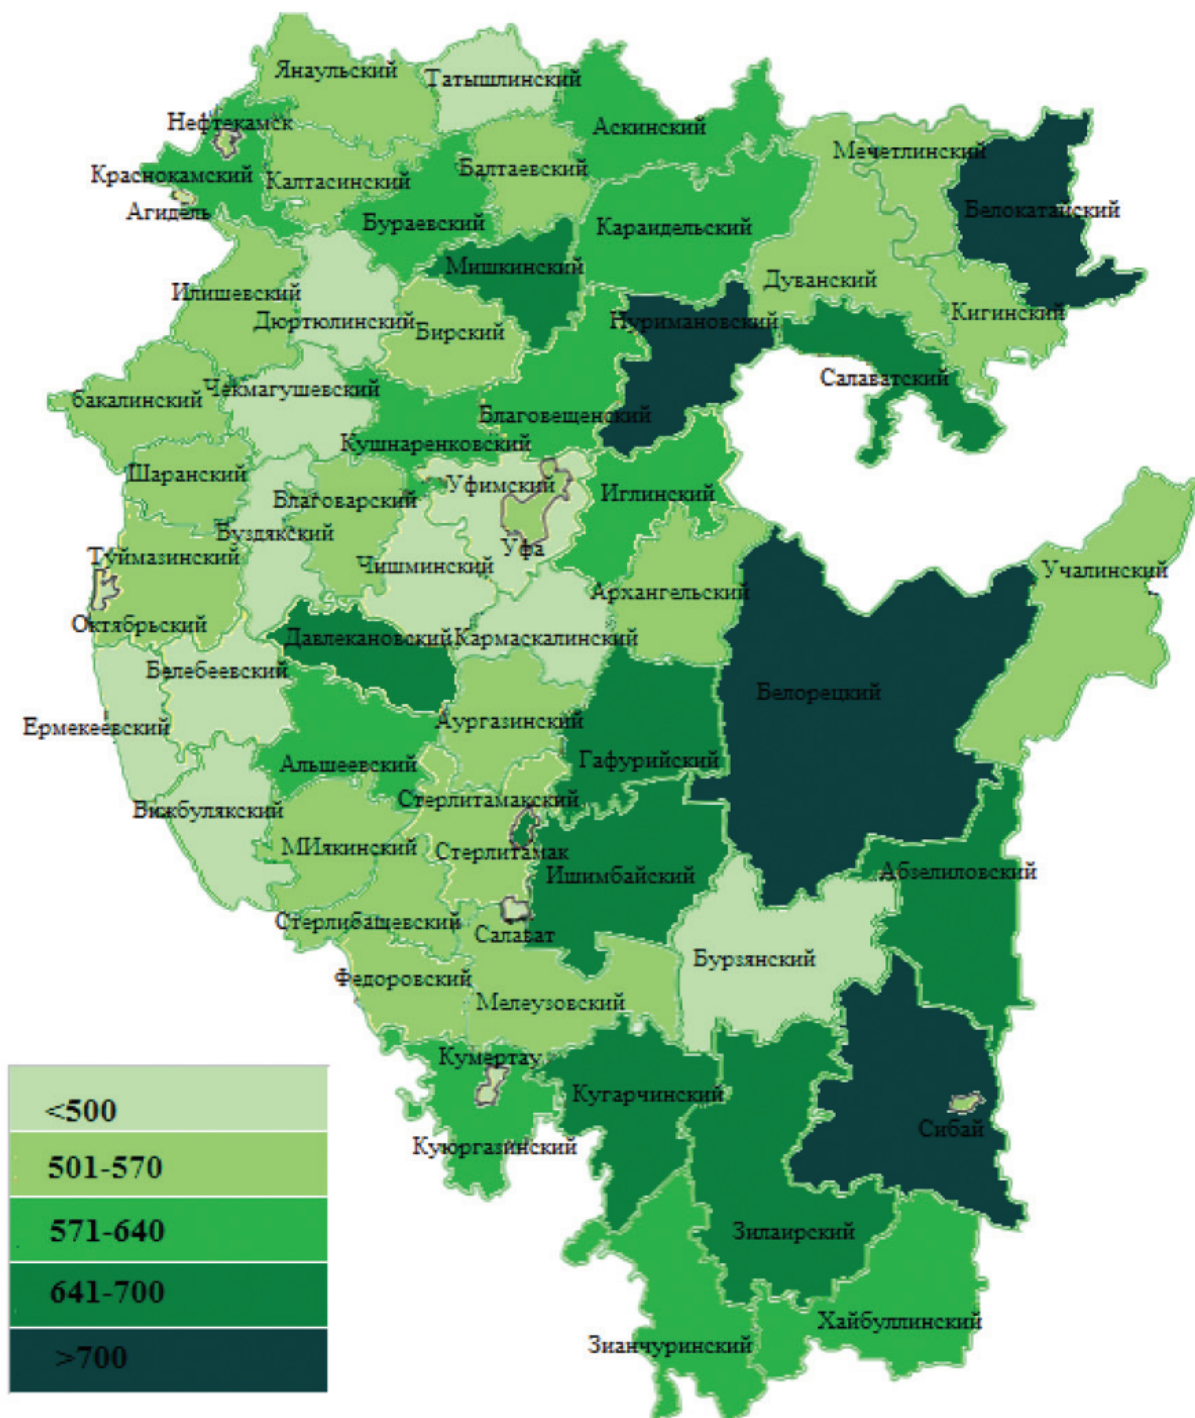 Янаульский
Татышлинский
Нефтекамск
Аскинский
Мечетлинский
Краснокамский
Калтасинский
Балтаевский
Агидель
Бураевский
Караидельский
Белокатайский
Мишкинский
Дуванский
Илишевский
Дюртюлинский
Бирский
Нуримановский
Кигинский
Чекмагушевский
Салаватский
бакалинский
Благовещенский
Кушнаренковский
Шаранский
Благоварский
Уфимский
Иглинский
Буздякский
Уфа
Туймазинский
Чишминский
Учалинский
Архангельский
Октябрьский
Давлекановский
Кармаскалинский
Белебеевский
Белорецкий
Ермекеевский
Аургазинский
Альшеевский
Гафурийский
Стерлитамакский
Вижбулякский
МИякинский
Стерлитамак
Ишимбайский
Абзелиловский
Стерлибашевский
Салават
Бурзянский
Федоровский
Мелеузовский
Кумертау
Кугарчинский
Сибай
Куюргазинский
Зилаирский
Хайбуллинский
Зианчуринский
<500
501-570
571-640
641-700
>700